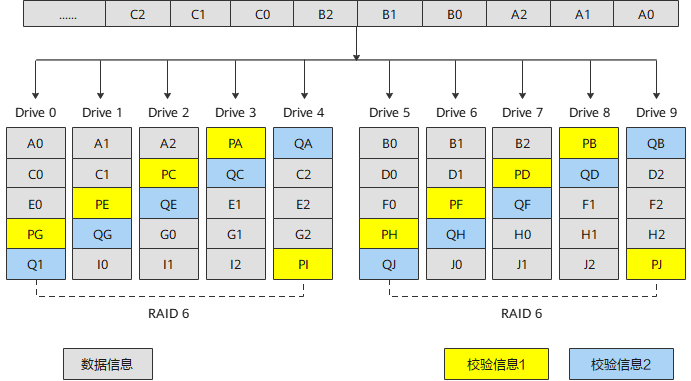 ...... C2 C1 C0 B2 B1 B0 A2 A1 A0
Drive 0 Drive 1 Drive 2 Drive 3 Drive 4 Drive 5 Drive 6 Drive 7 Drive 8 Drive 9
A0 A1 A2 PA QA B0 B1 B2 PB QB
C0 C1 PC QC C2 D0 D1 PD QD D2
E0 PE QE E1 E2 F0 PF QF F1 F2
PG QG G0 G1 G2 PH QH H0 H1 H2
Q1 I0 I1 I2 PI QJ J0 J1 J2 PJ
RAID 6 RAID 6
数据信息 校验信息1 校验信息2